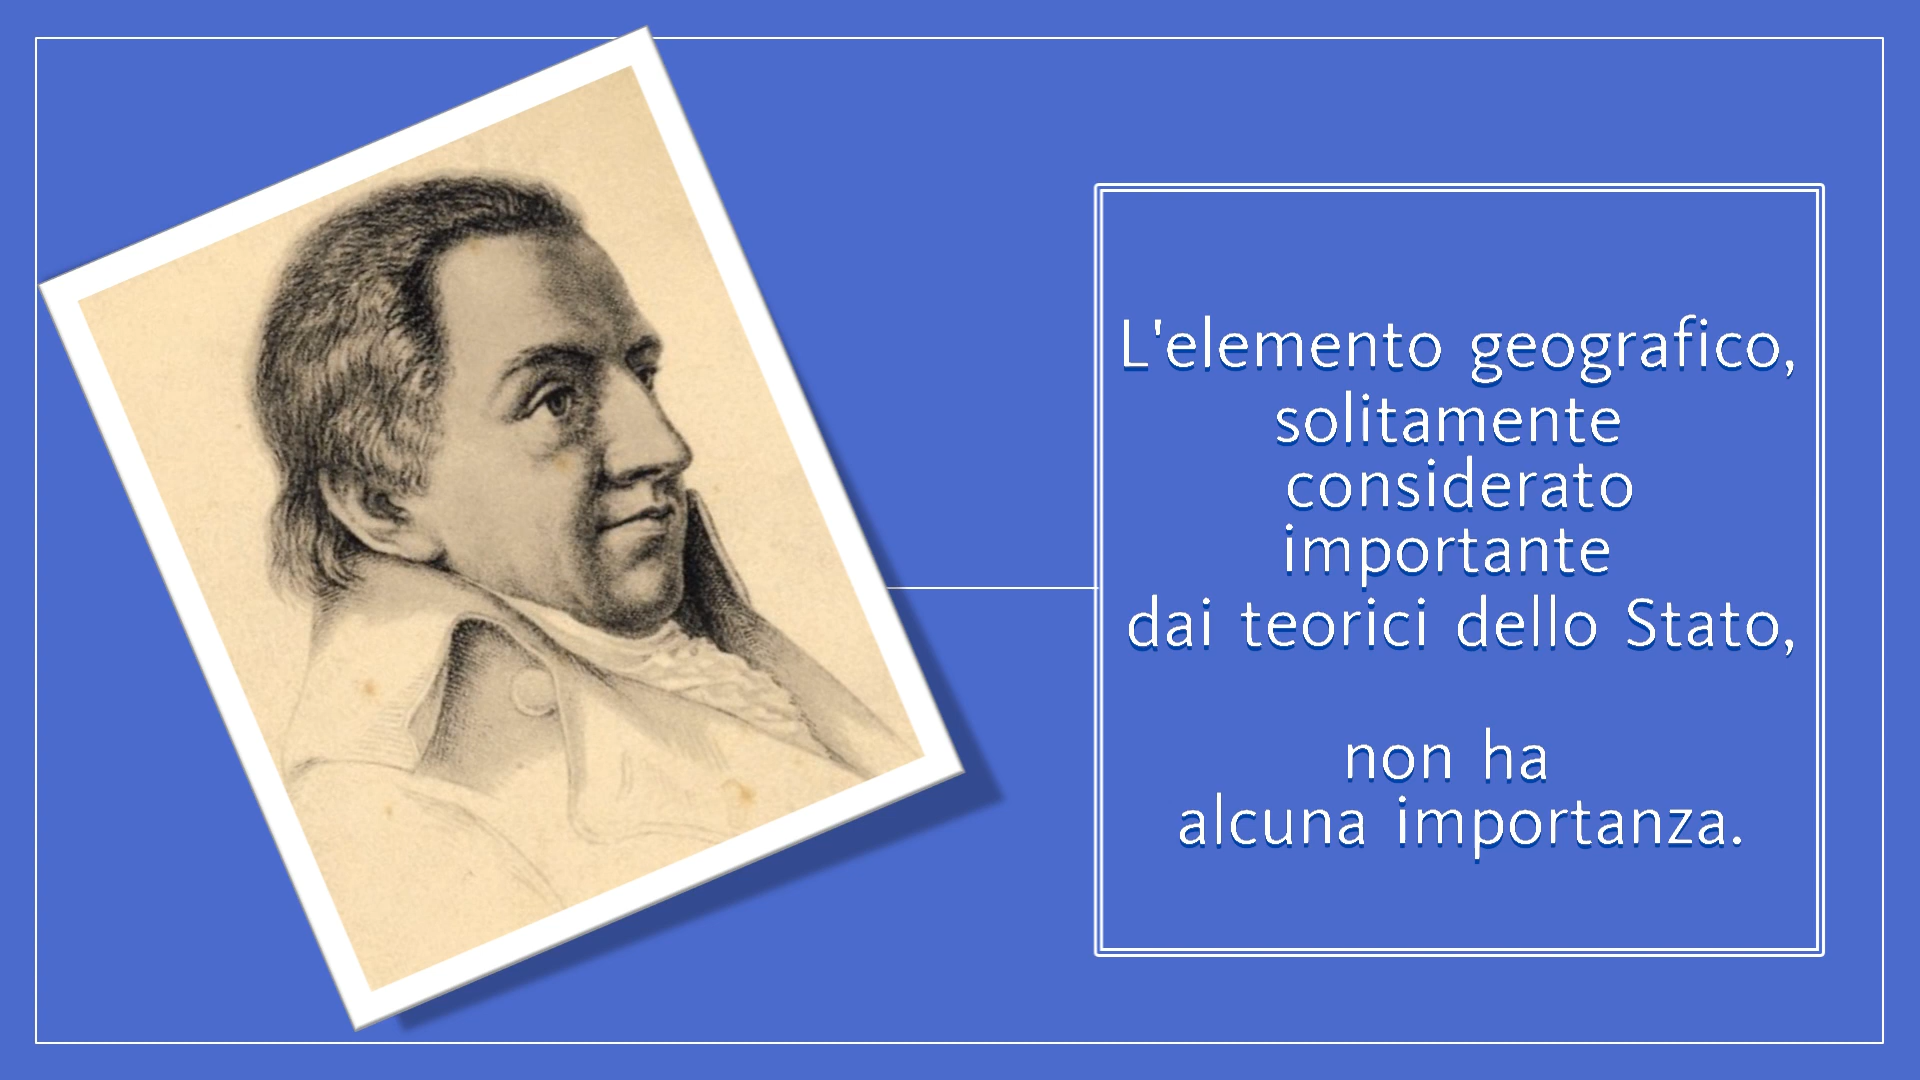 L'elemento geografico,
solitamente
considerato
importante
dai teorici dello Stato,
non ha
alcuna importanza.